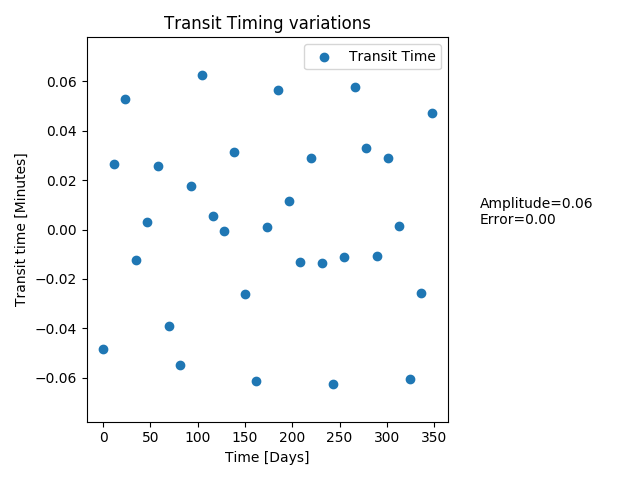 Transit Timing variations
Transit Time
0.06
0.04
0.02
0.00
−0.02
−0.04
−0.06
Transit time [Minutes]
Amplitude=0.06
Error=0.00
0 50 100 150 200 250 300 350
Time [Days]